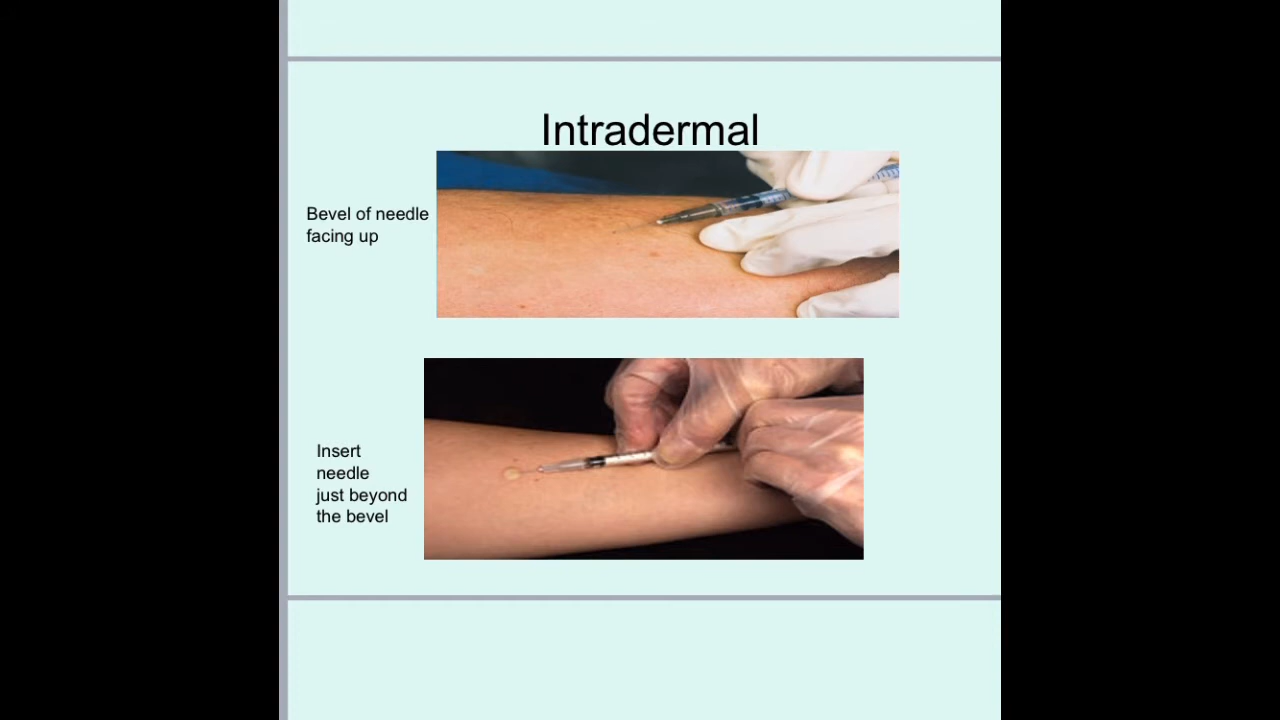 Intradermal
Bevel of needle
facing up
Insert
needle
just beyond
the bevel